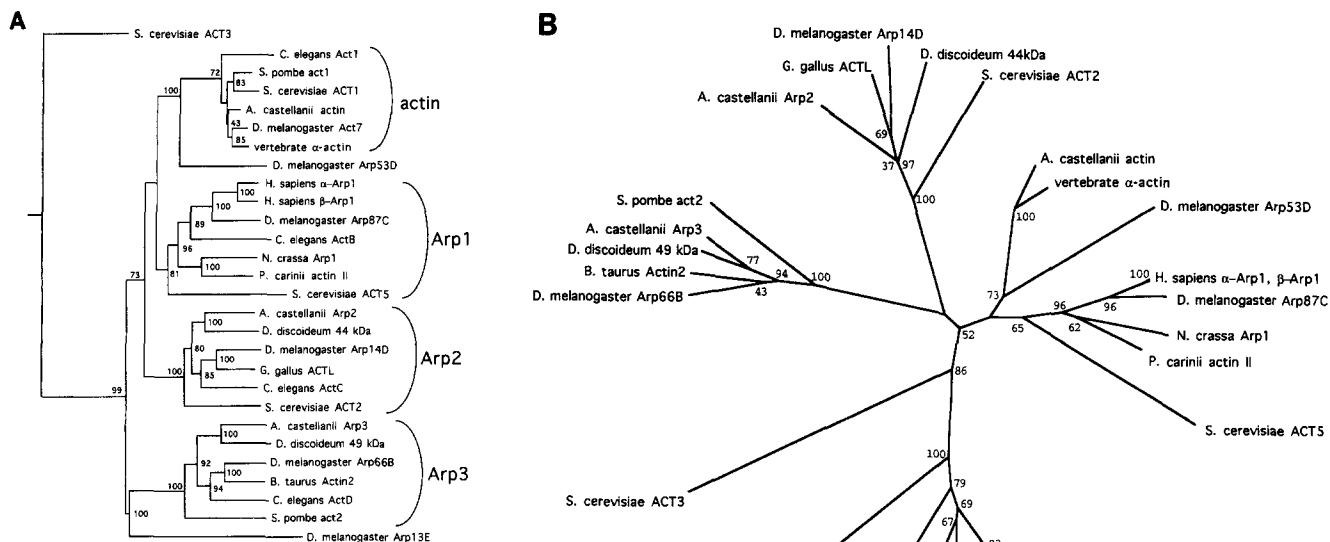 A
S. cerevisiae ACT3
C. elegans Act1
72
S. pombe act1
83
S. cerevisiae ACT1
100
A. castellanii actin
actin
43
D. melanogaster Act7
85
vertebrate α-actin
D. melanogaster Arp53D
H. sapiens α-Arp1
100
H. sapiens β-Arp1
100
D. melanogaster Arp87C
89
C. elegans ActB
Arp1
96
N. crassa Arp1
100
P. carinii actin II
73
81
S. cerevisiae ACT5
A. castellanii Arp2
100
D. discoideum 44 kDa
80
D. melanogaster Arp14D
100
Arp2
G. gallus ACTL
100
85
C. elegans ActC
99
S. cerevisiae ACT2
A. castellanii Arp3
100
D. discoideum 49 kDa
92
D. melanogaster Arp66B
100
Arp3
B. taurus Actin2
100
94
C. elegans ActD
S. pombe act2
100
D. melanogaster Arp13E
B
D. melanogaster Arp14D
D. discoideum 44kDa
G. gallus ACTL
S. cerevisiae ACT2
A. castellanii Arp2
69
37
97
100
A. castellanii actin
vertebrate α-actin
100
D. melanogaster Arp53D
S. pombe act2
A. castellanii Arp3
D. discoideum 49 kDa
77
B. taurus Actin2
94
100
43
D. melanogaster Arp66B
73
100
H. sapiens α-Arp1, β-Arp1
96
96
D. melanogaster Arp87C
65
62
N. crassa Arp1
52
P. carinii actin II
86
S. cerevisiae ACT5
100
79
S. cerevisiae ACT3
69
67